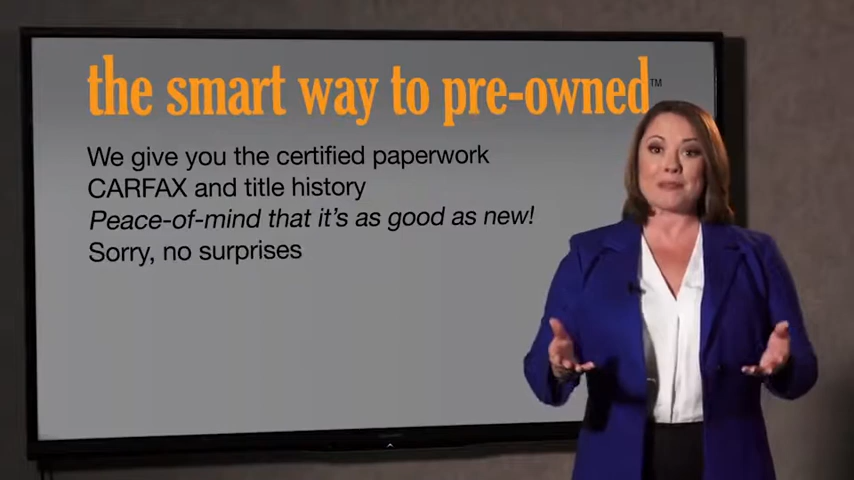 the smart way to pre-owned™
We give you the certified paperwork
CARFAX and title history
Peace-of-mind that it's as good as new!
Sorry, no surprises